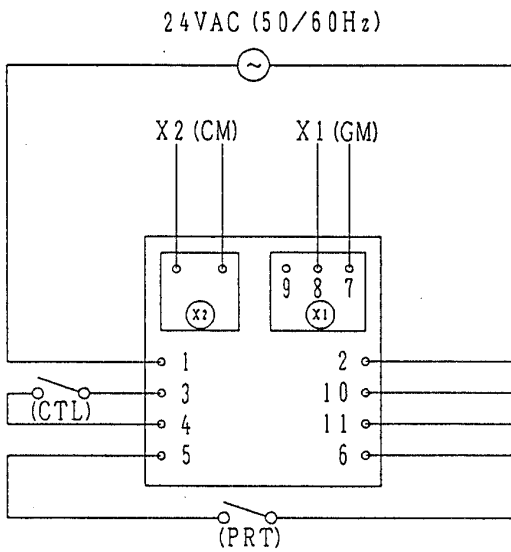 24VAC (50/60Hz)
~
X2 (CM) X1 (GM)
9 8 7
X2 X1
1 2
3 10
(CTL)
4 11
5 6
(PRT)